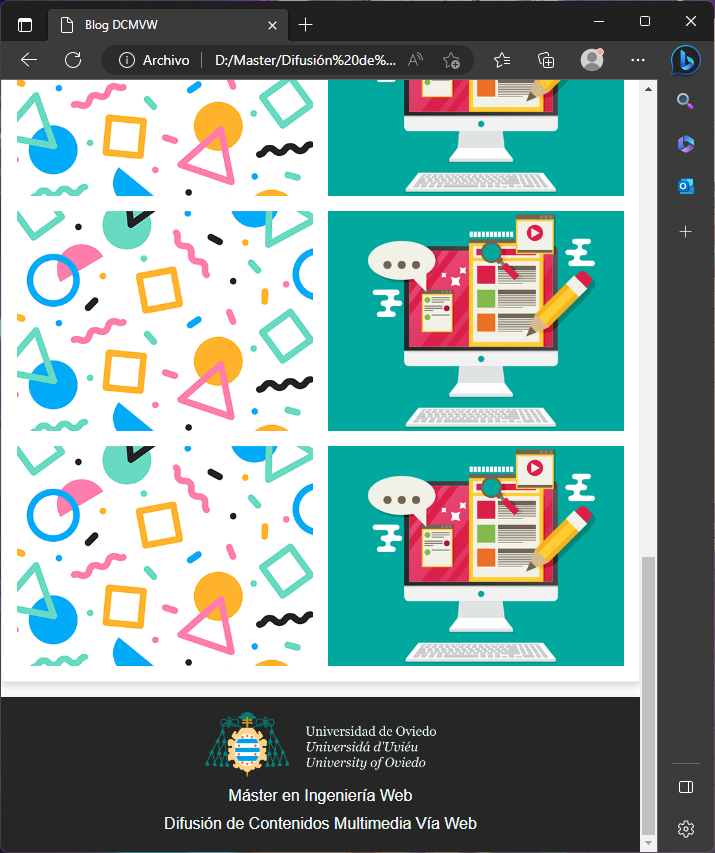 Blog DCMVW
Archivo
D:/Master/Difusión%20de%...
Universidad de Oviedo
Universidá d'Uviéu
University of Oviedo
Máster en Ingeniería Web
Difusión de Contenidos Multimedia Vía Web